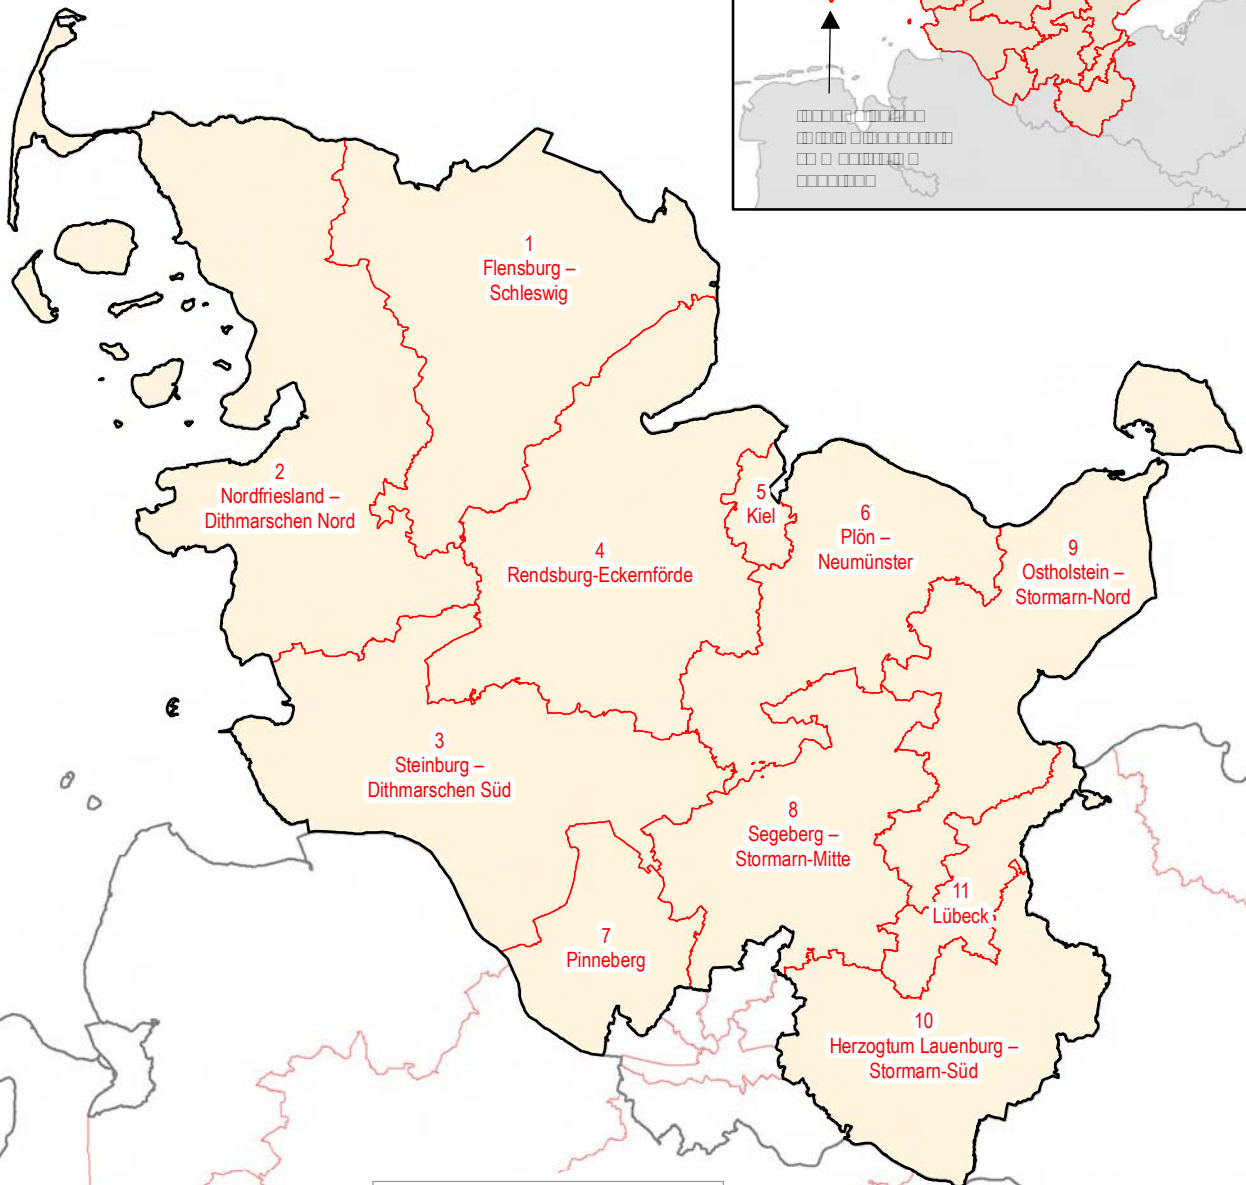 1
Flensburg –
Schleswig
2
Nordfriesland –
Dithmarschen Nord
3
Steinburg –
Dithmarschen Süd
4
Rendsburg-Eckernförde
5
Kiel
6
Plön –
Neumünster
7
Pinneberg
8
Segeberg –
Stormarn-Mitte
9
Ostholstein –
Stormarn-Nord
10
Herzogtum Lauenburg –
Stormarn-Süd
11
Lübeck